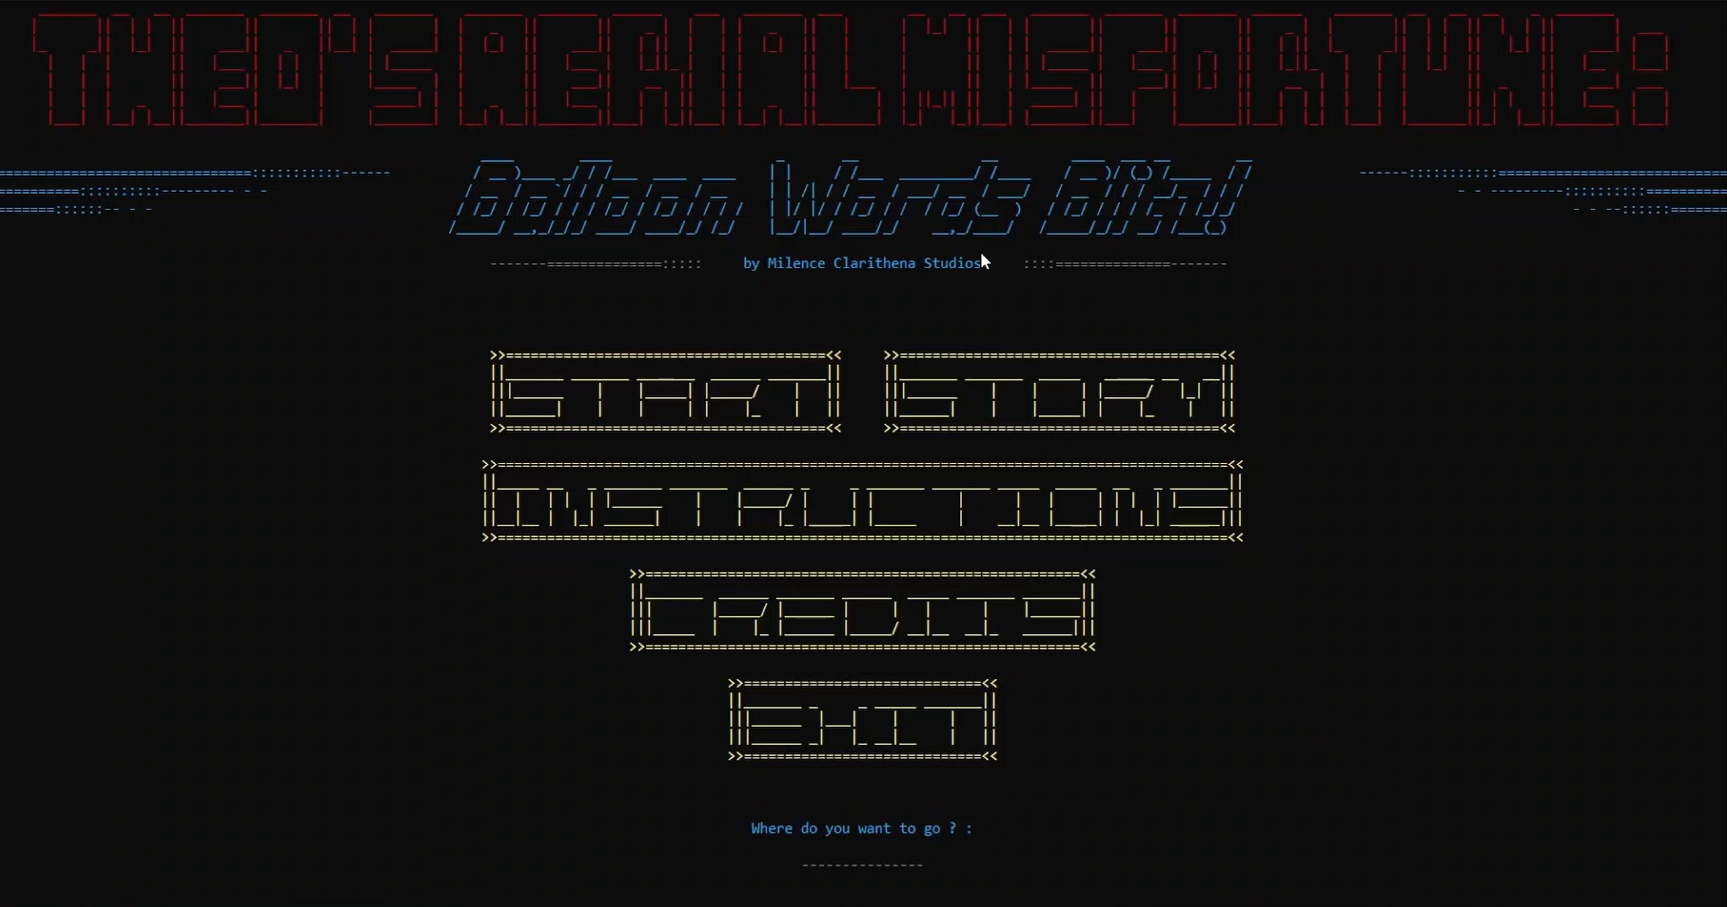 THEO'S AERIAL MISFORTUNE:
Balloon Words Blitz!
by Milence Clarithena Studios
START STORY
INSTRUCTIONS
CREDITS
EXIT
Where do you want to go ? :